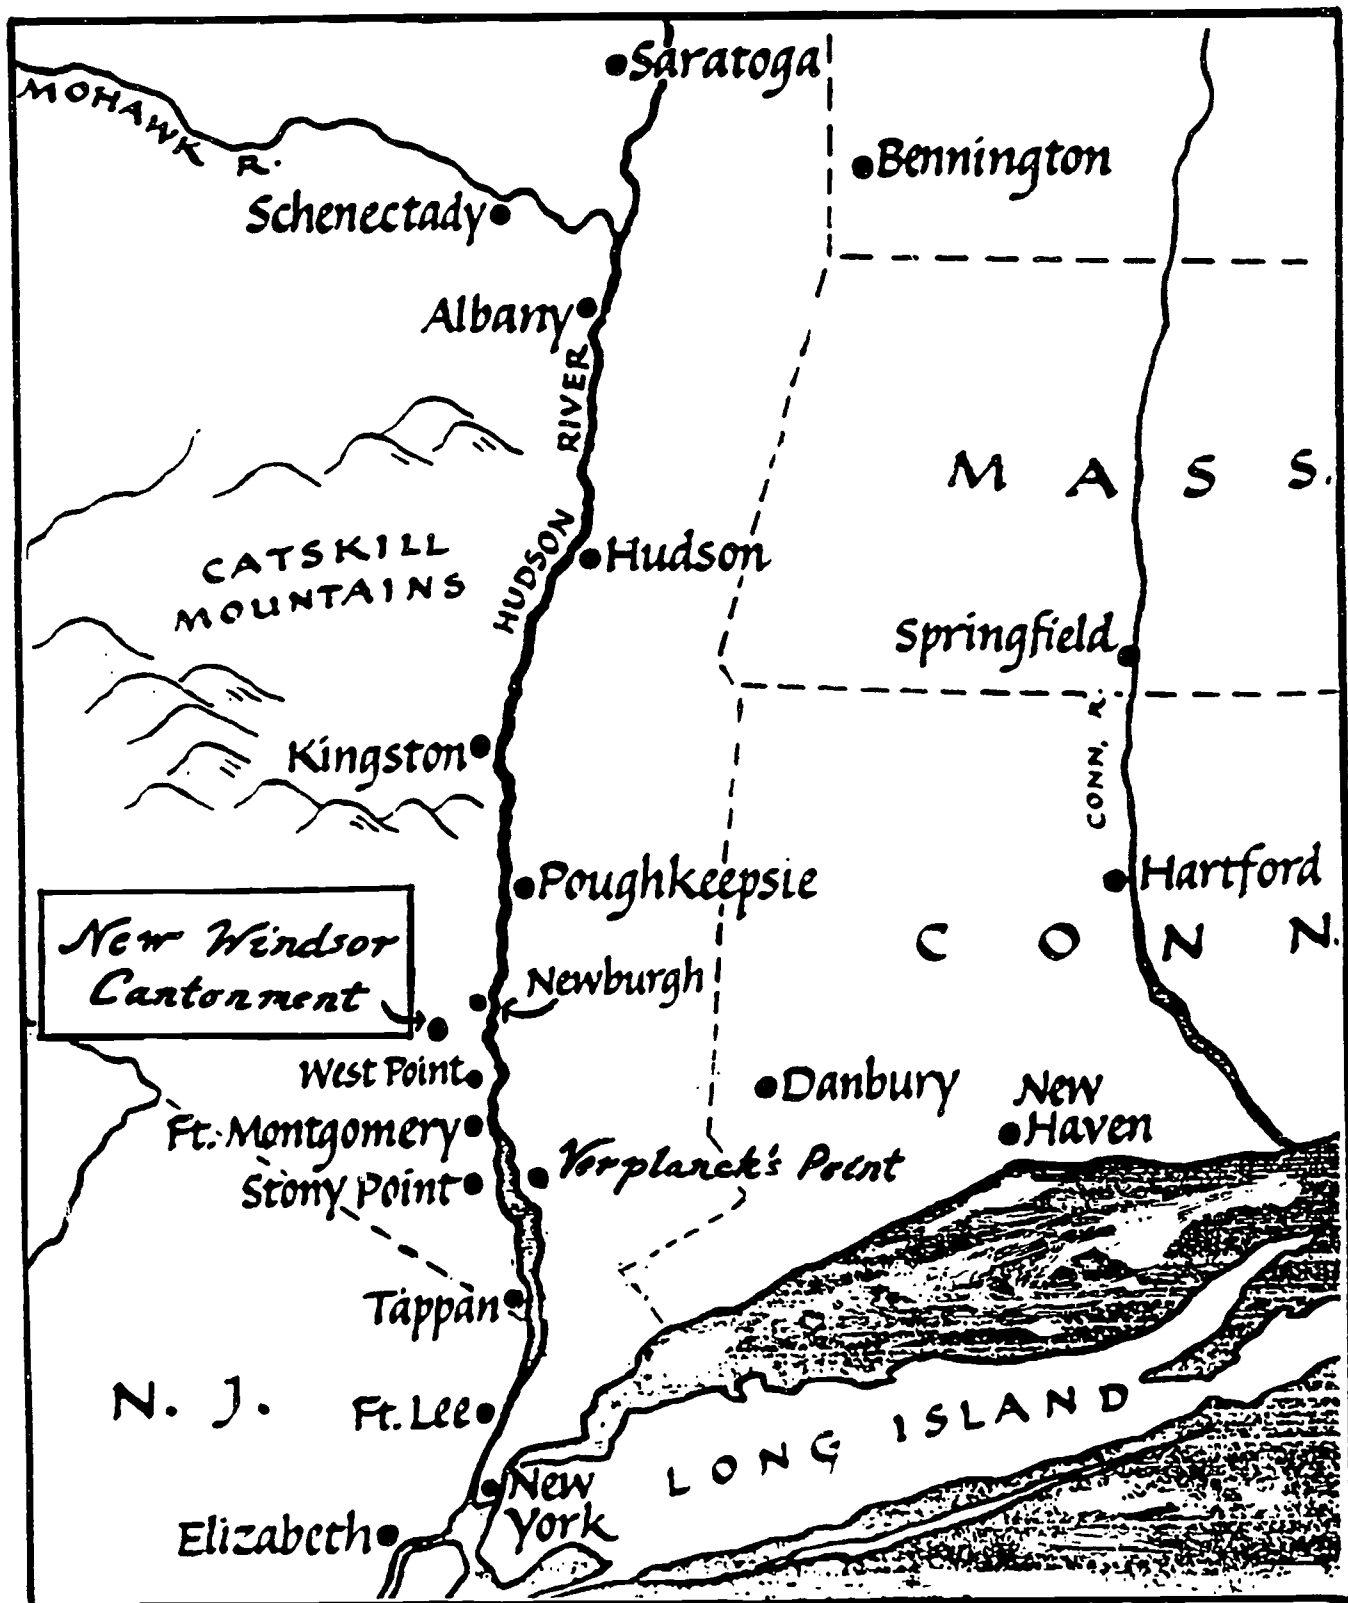 Saratoga
MOHAWK R.
Bennington
Schenectady
Albany
HUDSON RIVER
MASS.
CATSKILL
MOUNTAINS
Hudson
Springfield
CONN. R.
Kingston
Poughkeepsie
Hartford
New Windsor
Cantonment
CONN.
Newburgh
West Point
Danbury
New
Haven
Ft. Montgomery
Verplanck's Point
Stony Point
Tappan
N. J.
Ft. Lee
LONG ISLAND
New
York
Elizabeth